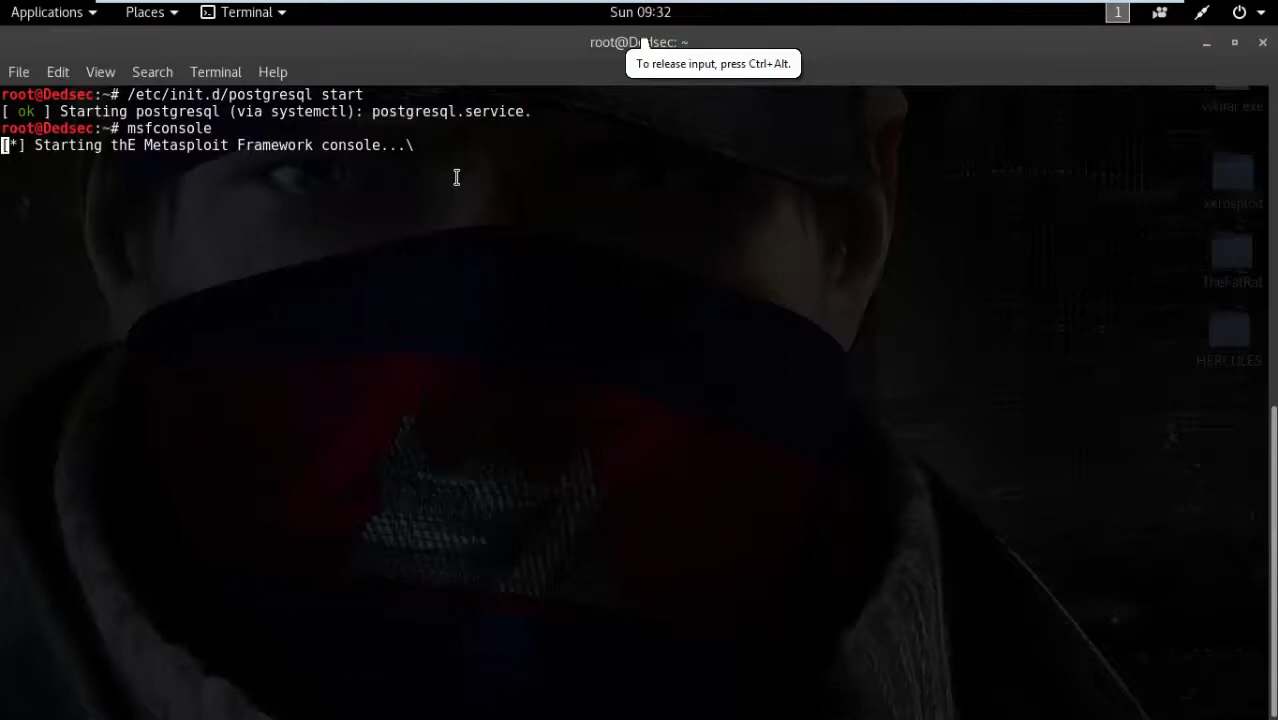 Applications Places Terminal Sun 09:32 1
root@Dedsec: ~
To release input, press Ctrl+Alt.
File Edit View Search Terminal Help
root@Dedsec:~# /etc/init.d/postgresql start
[ ok ] Starting postgresql (via systemctl): postgresql.service.
root@Dedsec:~# msfconsole
[*] Starting thE Metasploit Framework console...\
TheFatRat
HERCULES